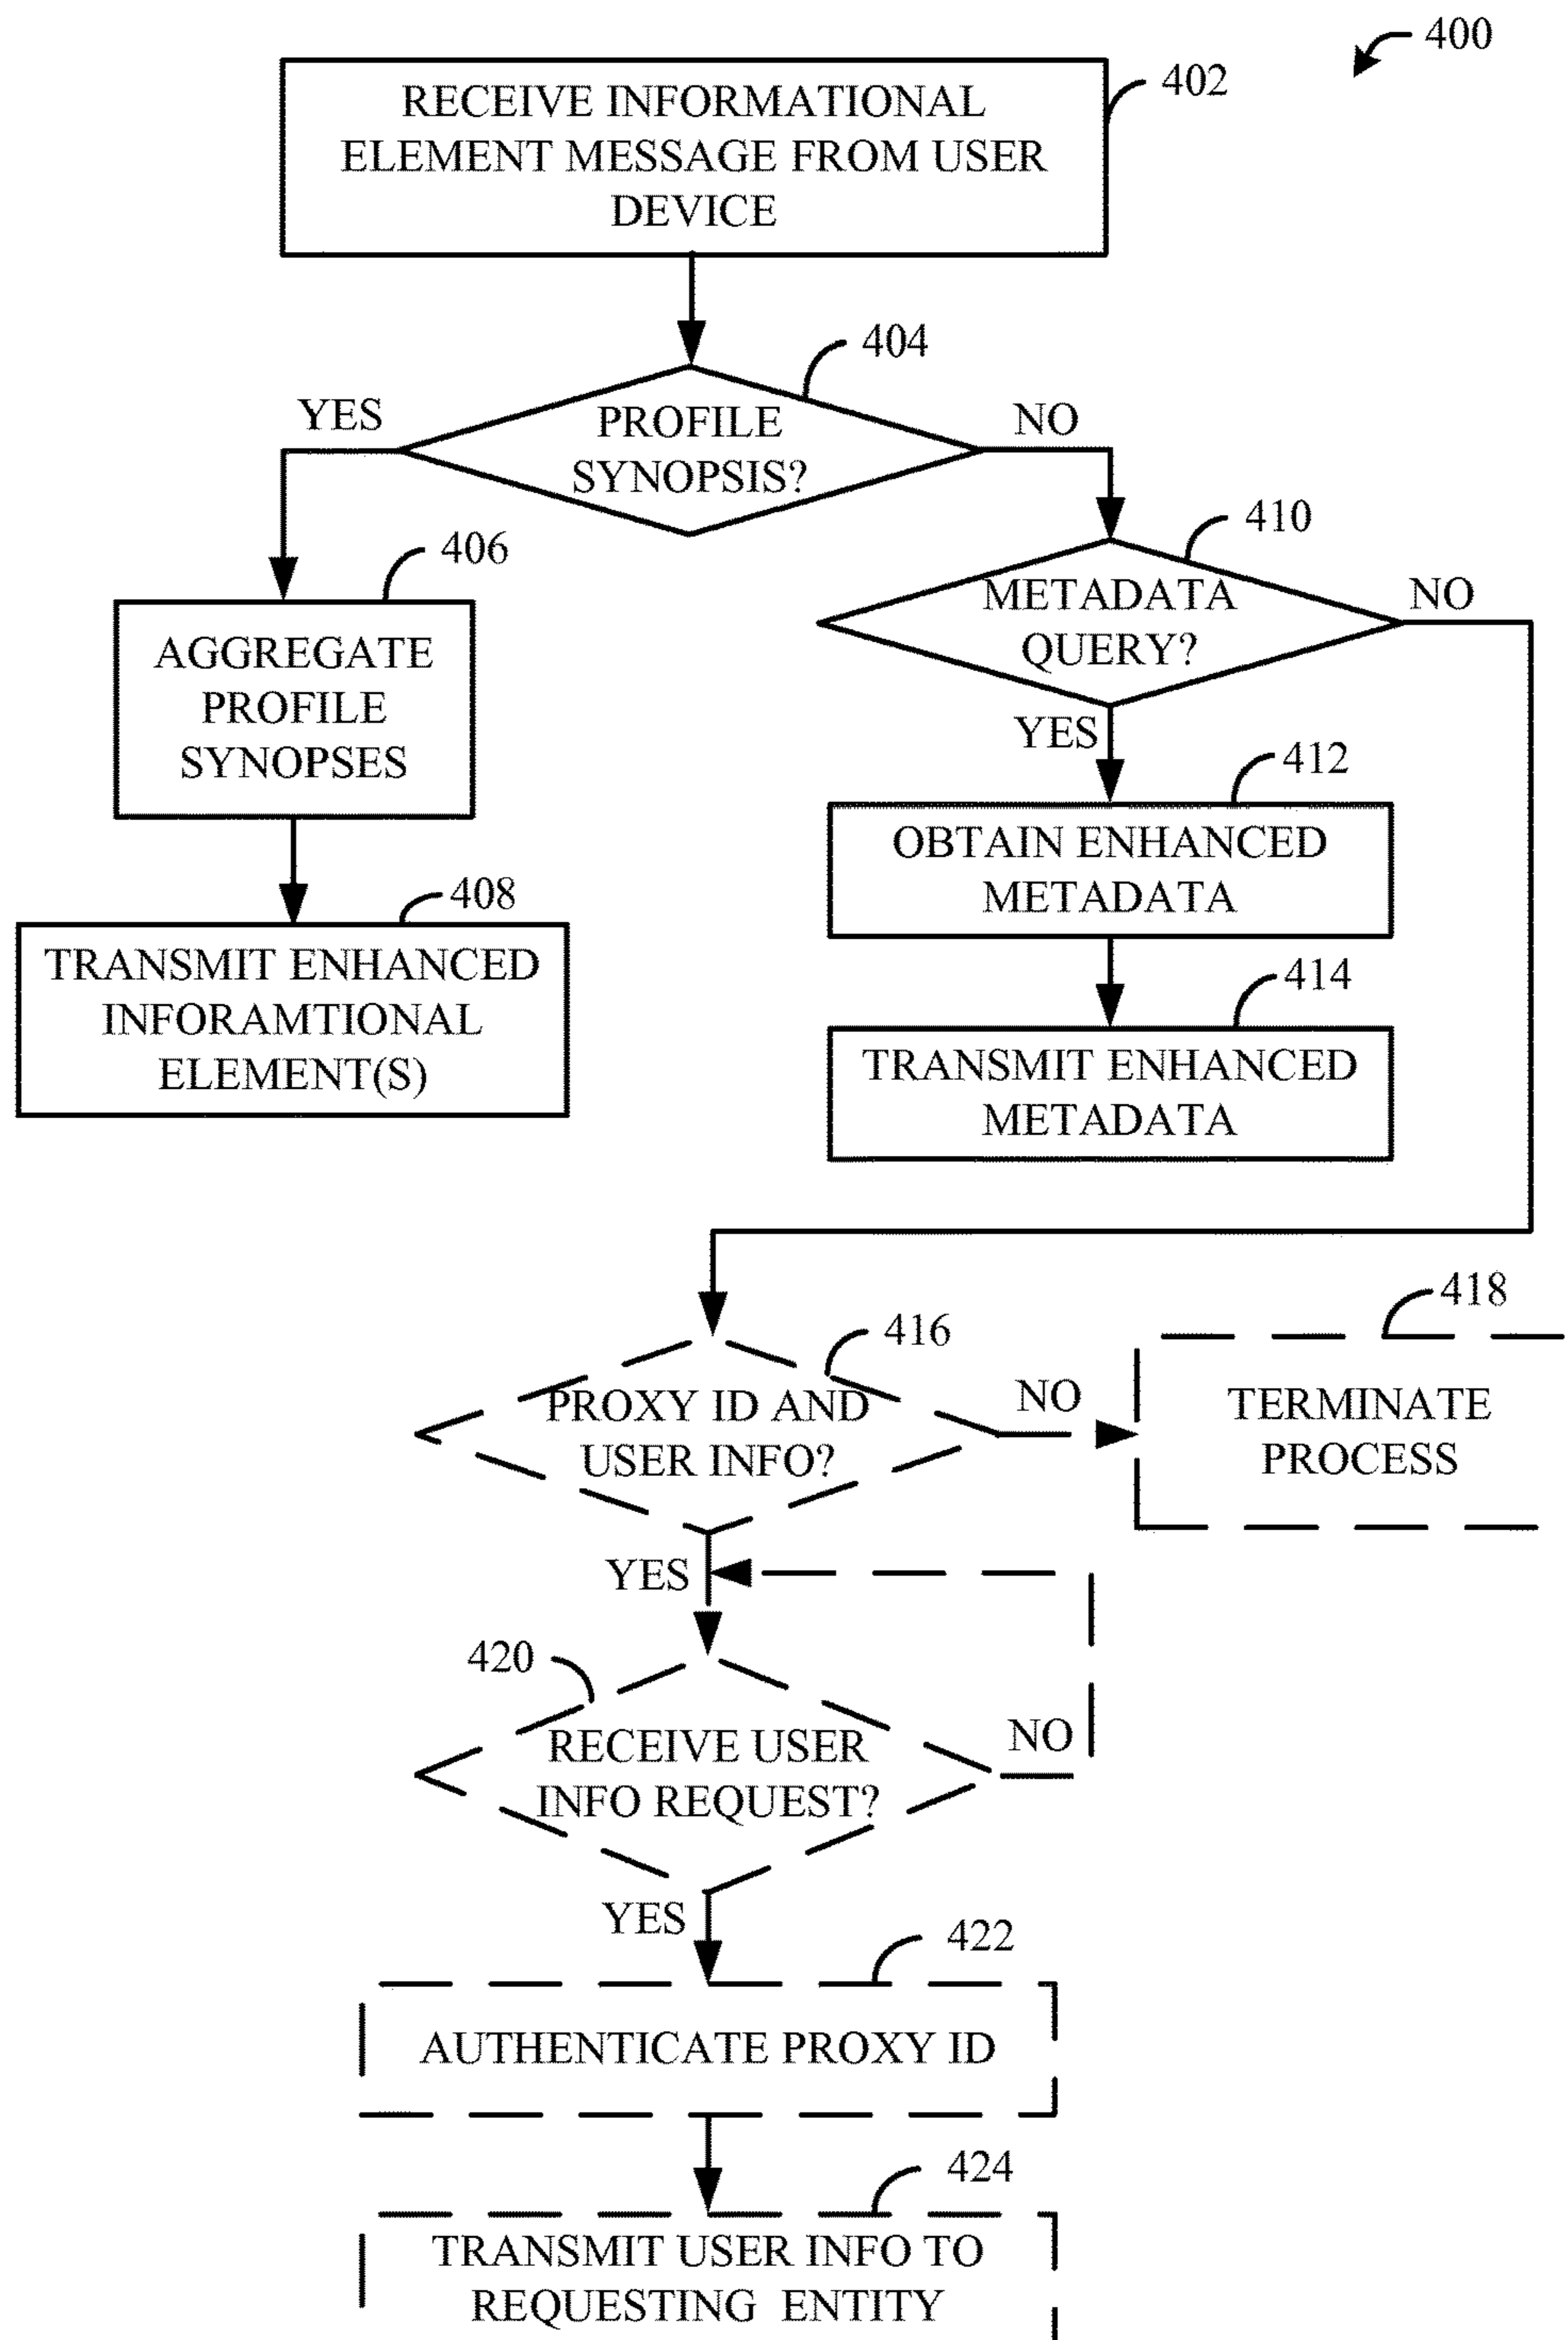 400
402
RECEIVE INFORMATIONAL
ELEMENT MESSAGE FROM USER
DEVICE
404
YES
PROFILE
SYNOPSIS?
NO
406
410
AGGREGATE
PROFILE
SYNOPSES
METADATA
QUERY?
NO
YES
412
OBTAIN ENHANCED
METADATA
408
TRANSMIT ENHANCED
INFORAMTIONAL
ELEMENT(S)
414
TRANSMIT ENHANCED
METADATA
416
418
PROXY ID AND
USER INFO?
NO
TERMINATE
PROCESS
YES
420
RECEIVE USER
INFO REQUEST?
NO
YES
422
AUTHENTICATE PROXY ID
424
TRANSMIT USER INFO TO
REQUESTING ENTITY